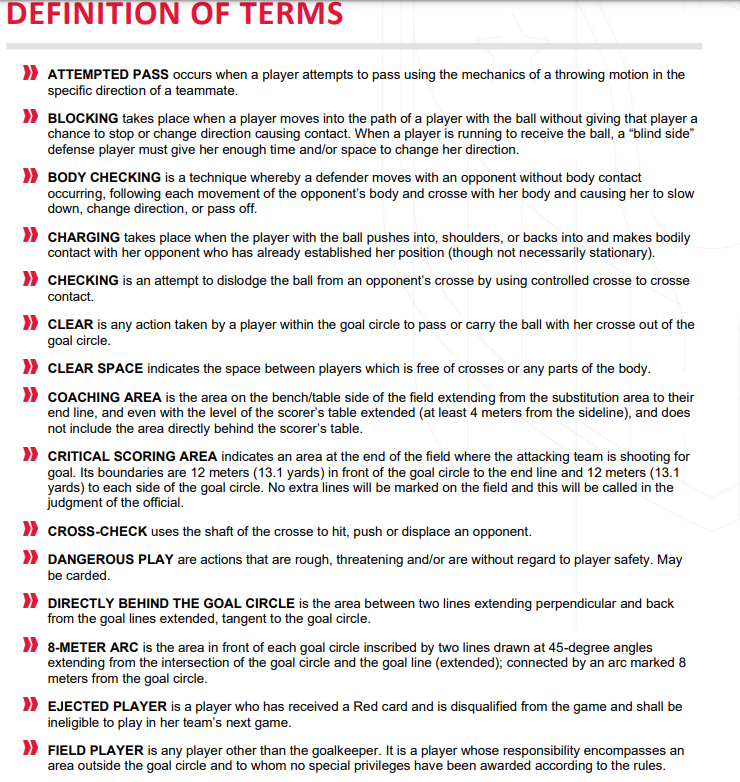 DEFINITION OF TERMS
ATTEMPTED PASS occurs when a player attempts to pass using the mechanics of a throwing motion in the
specific direction of a teammate.
BLOCKING takes place when a player moves into the path of a player with the ball without giving that player a
chance to stop or change direction causing contact. When a player is running to receive the ball, a “blind side”
defense player must give her enough time and/or space to change her direction.
BODY CHECKING is a technique whereby a defender moves with an opponent without body contact
occurring, following each movement of the opponent’s body and crosse with her body and causing her to slow
down, change direction, or pass off.
CHARGING takes place when the player with the ball pushes into, shoulders, or backs into and makes bodily
contact with her opponent who has already established her position (though not necessarily stationary).
CHECKING is an attempt to dislodge the ball from an opponent’s crosse by using controlled crosse to crosse
contact.
CLEAR is any action taken by a player within the goal circle to pass or carry the ball with her crosse out of the
goal circle.
CLEAR SPACE indicates the space between players which is free of crosses or any parts of the body.
COACHING AREA is the area on the bench/table side of the field extending from the substitution area to their
end line, and even with the level of the scorer’s table extended (at least 4 meters from the sideline), and does
not include the area directly behind the scorer’s table.
CRITICAL SCORING AREA indicates an area at the end of the field where the attacking team is shooting for
goal. Its boundaries are 12 meters (13.1 yards) in front of the goal circle to the end line and 12 meters (13.1
yards) to each side of the goal circle. No extra lines will be marked on the field and this will be called in the
judgment of the official.
CROSS-CHECK uses the shaft of the crosse to hit, push or displace an opponent.
DANGEROUS PLAY are actions that are rough, threatening and/or are without regard to player safety. May
be carded.
DIRECTLY BEHIND THE GOAL CIRCLE is the area between two lines extending perpendicular and back
from the goal lines extended, tangent to the goal circle.
8-METER ARC is the area in front of each goal circle inscribed by two lines drawn at 45-degree angles
extending from the intersection of the goal circle and the goal line (extended); connected by an arc marked 8
meters from the goal circle.
EJECTED PLAYER is a player who has received a Red card and is disqualified from the game and shall be
ineligible to play in her team’s next game.
FIELD PLAYER is any player other than the goalkeeper. It is a player whose responsibility encompasses an
area outside the goal circle and to whom no special privileges have been awarded according to the rules.